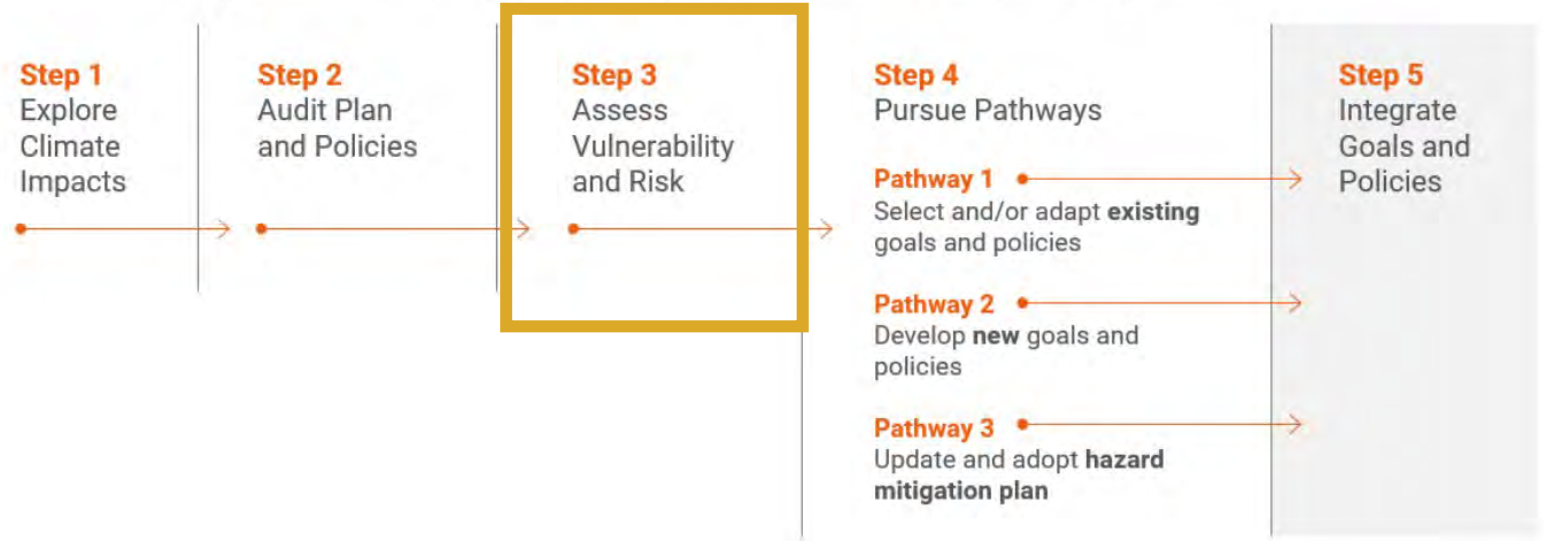 Step 1
Explore
Climate
Impacts
Step 2
Audit Plan
and Policies
Step 3
Assess
Vulnerability
and Risk
Step 4
Pursue Pathways
Pathway 1
Select and/or adapt existing
goals and policies
Pathway 2
Develop new goals and
policies
Pathway 3
Update and adopt hazard
mitigation plan
Step 5
Integrate
Goals and
Policies